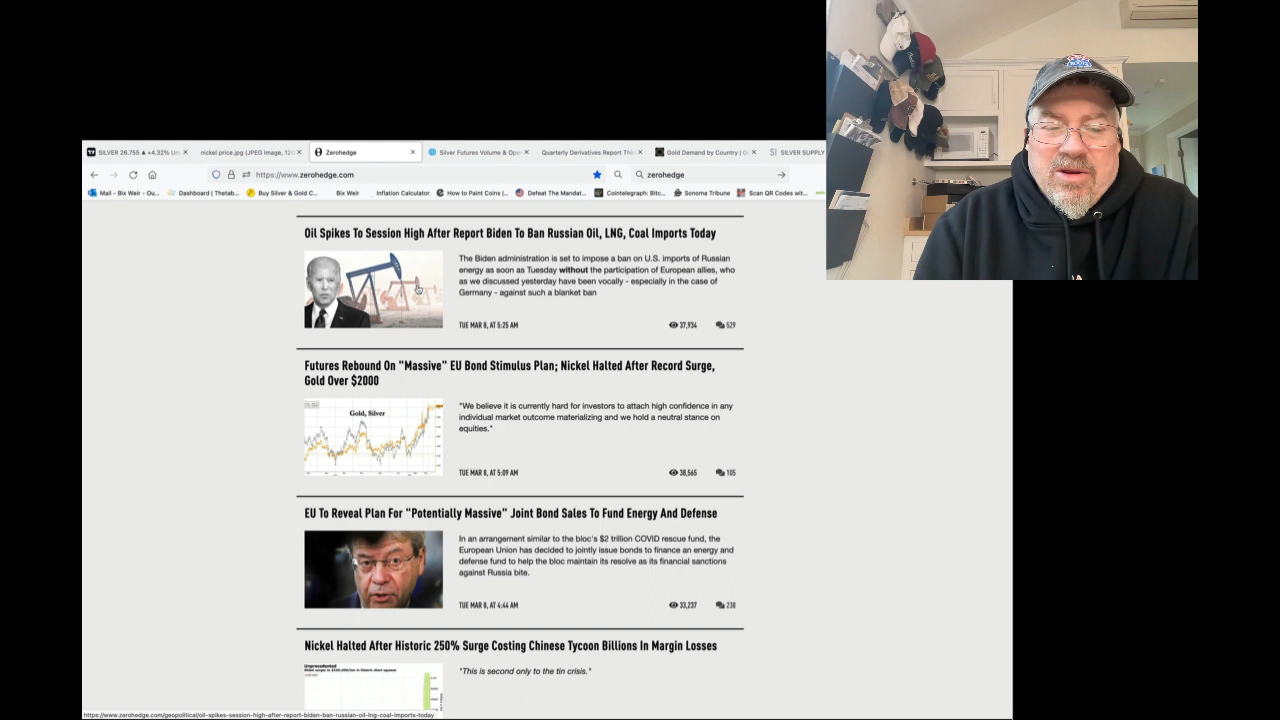 SILVER 26.755 ▲ +4.32% Un
nickel price.jpg (JPEG Image, 12
Zerohedge
Silver Futures Volume & Ope
Quarterly Derivatives Report Thi
Gold Demand by Country | G
SILVER SUPPLY
https://www.zerohedge.com
zerohedge
Mail - Bix Weir - Ou...
Dashboard | Thetab...
Buy Silver & Gold C...
Bix Weir
Inflation Calculator
How to Paint Coins |...
Defeat The Mandat...
Cointelegraph: Bitc...
Sonoma Tribune
Scan QR Codes wit...
Oil Spikes To Session High After Report Biden To Ban Russian Oil, LNG, Coal Imports Today
The Biden administration is set to impose a ban on U.S. imports of Russian
energy as soon as Tuesday without the participation of European allies, who
as we discussed yesterday have been vocally - especially in the case of
Germany - against such a blanket ban
TUE MAR 8, AT 5:25 AM
37,934
529
Futures Rebound On "Massive" EU Bond Stimulus Plan; Nickel Halted After Record Surge,
Gold Over $2000
Gold, Silver
"We believe it is currently hard for investors to attach high confidence in any
individual market outcome materializing and we hold a neutral stance on
equities."
TUE MAR 8, AT 5:09 AM
38,565
105
EU To Reveal Plan For "Potentially Massive" Joint Bond Sales To Fund Energy And Defense
In an arrangement similar to the bloc's $2 trillion COVID rescue fund, the
European Union has decided to jointly issue bonds to finance an energy and
defense fund to help the bloc maintain its resolve as its financial sanctions
against Russia bite.
TUE MAR 8, AT 4:44 AM
33,237
238
Nickel Halted After Historic 250% Surge Costing Chinese Tycoon Billions In Margin Losses
Unprecedented
"This is second only to the tin crisis."
https://www.zerohedge.com/geopolitical/oil-spikes-session-high-after-report-biden-ban-russian-oil-lng-coal-imports-today